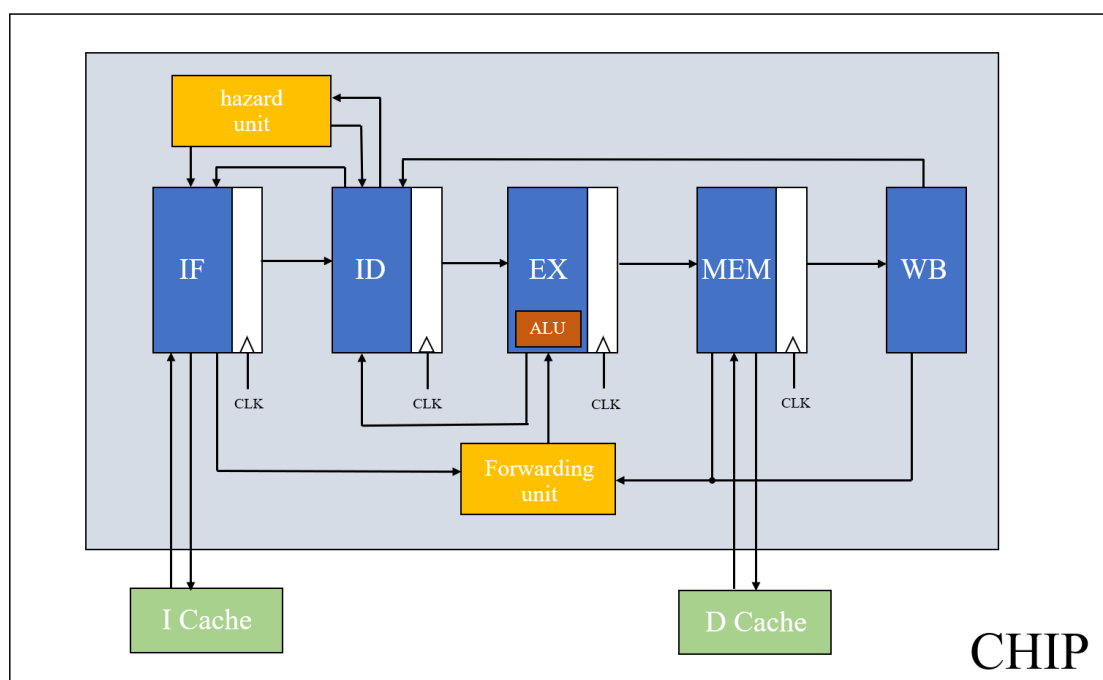 hazard
unit
IF
ID
EX
MEM
WB
ALU
CLK
CLK
CLK
CLK
Forwarding
unit
I Cache
D Cache
CHIP